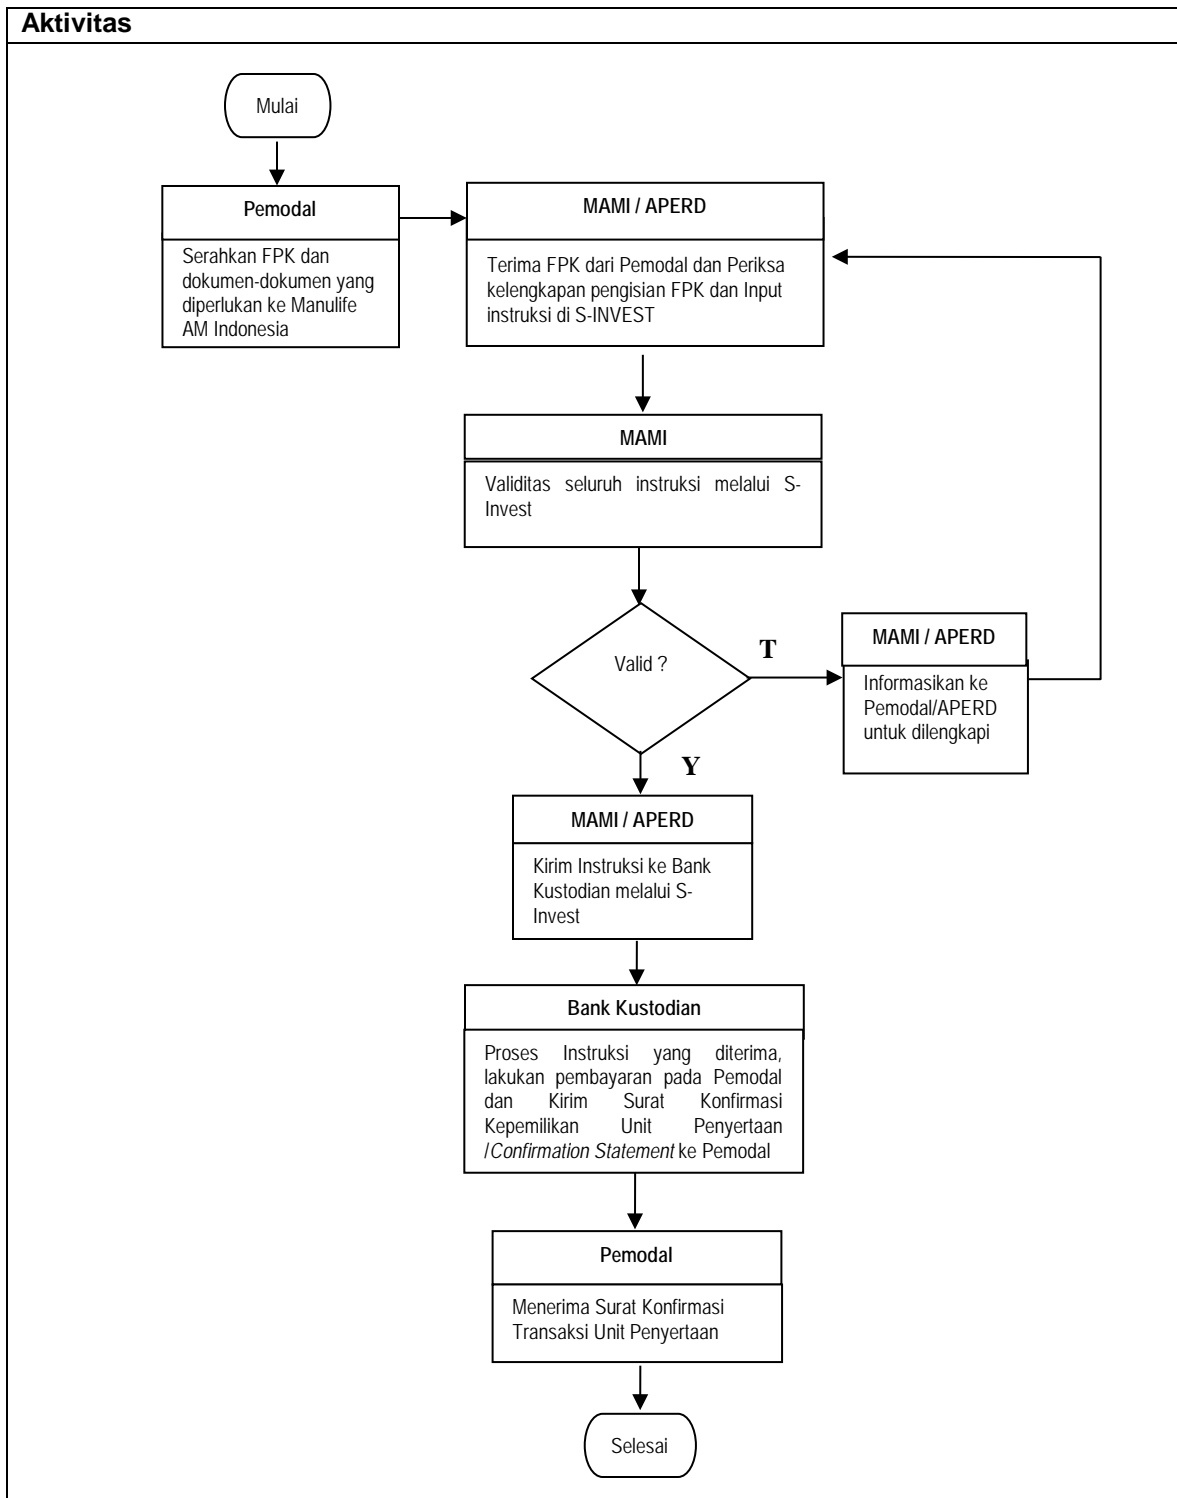 Aktivitas
Mulai
Pemodal
Serahkan FPK dan
dokumen-dokumen yang
diperlukan ke Manulife
AM Indonesia
MAMI / APERD
Terima FPK dari Pemodal dan Periksa
kelengkapan pengisian FPK dan Input
instruksi di S-INVEST
MAMI
Validitas seluruh instruksi melalui S-
Invest
Valid ?
T
MAMI / APERD
Informasikan ke
Pemodal/APERD
untuk dilengkapi
Y
MAMI / APERD
Kirim Instruksi ke Bank
Kustodian melalui S-
Invest
Bank Kustodian
Proses Instruksi yang diterima,
lakukan pembayaran pada Pemodal
dan Kirim Surat Konfirmasi
Kepemilikan Unit Penyertaan
/Confirmation Statement ke Pemodal
Pemodal
Menerima Surat Konfirmasi
Transaksi Unit Penyertaan
Selesai